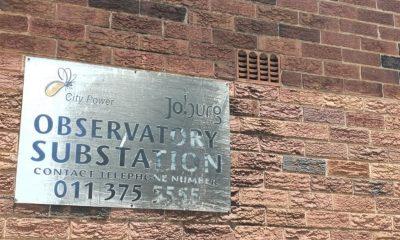 City Power
Joburg
OBSERVATORY
SUBSTATION
CONTACT TELEPHONE NUMBER
011 375 5555